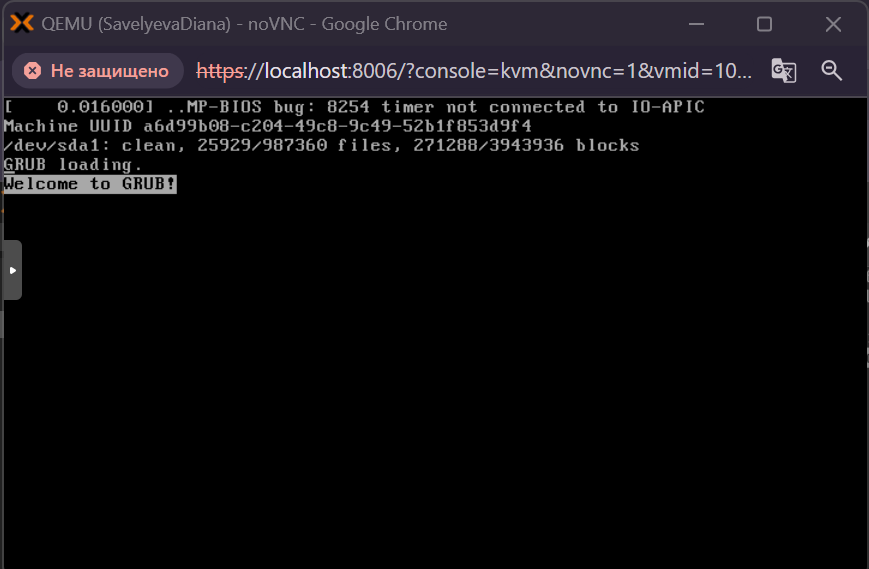 QEMU (SavelyevaDiana) - noVNC - Google Chrome
Не защищено https://localhost:8006/?console=kvm&novnc=1&vmid=10...
[    0.016000] ..MP-BIOS bug: 8254 timer not connected to IO-APIC
Machine UUID a6d99b08-c204-49c8-9c49-52b1f853d9f4
/dev/sda1: clean, 25929/987360 files, 271288/3943936 blocks
GRUB loading.
Welcome to GRUB!